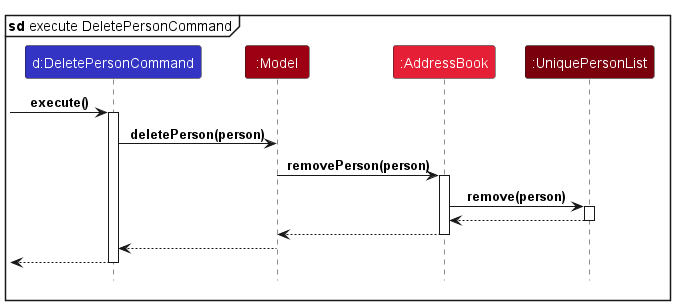 sd execute DeletePersonCommand
d:DeletePersonCommand
:Model
:AddressBook
:UniquePersonList
execute()
deletePerson(person)
removePerson(person)
remove(person)